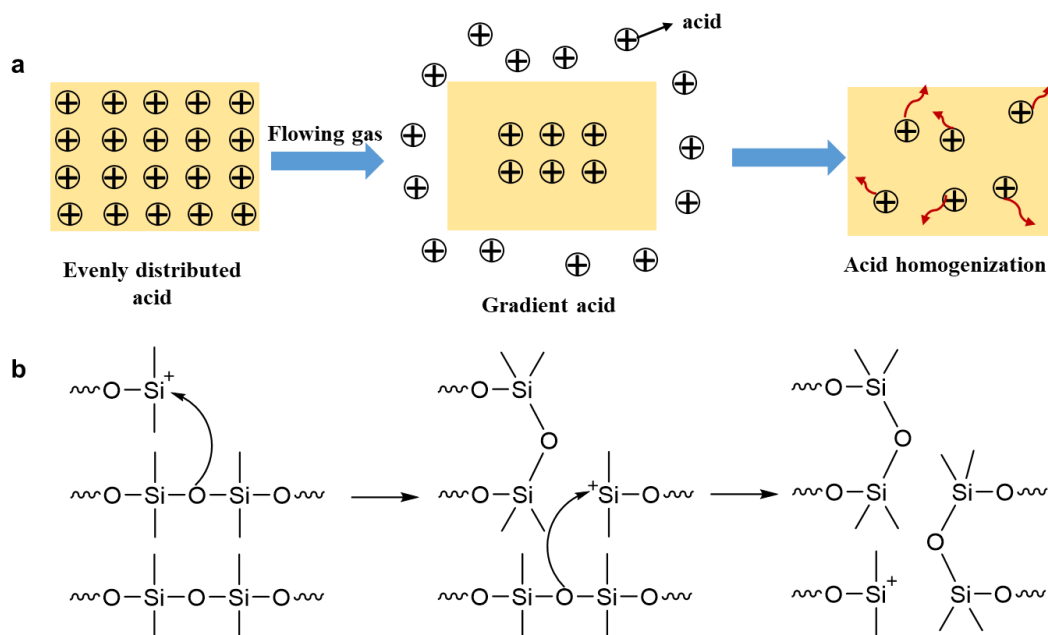 acid
a
Flowing gas
Evenly distributed
acid
Gradient acid
Acid homogenization
b
O Si+
Si O
O
O Si O Si O
Si +Si O
O Si O Si O
O Si O Si O
O Si
O
Si
Si O
O
O Si+
Si